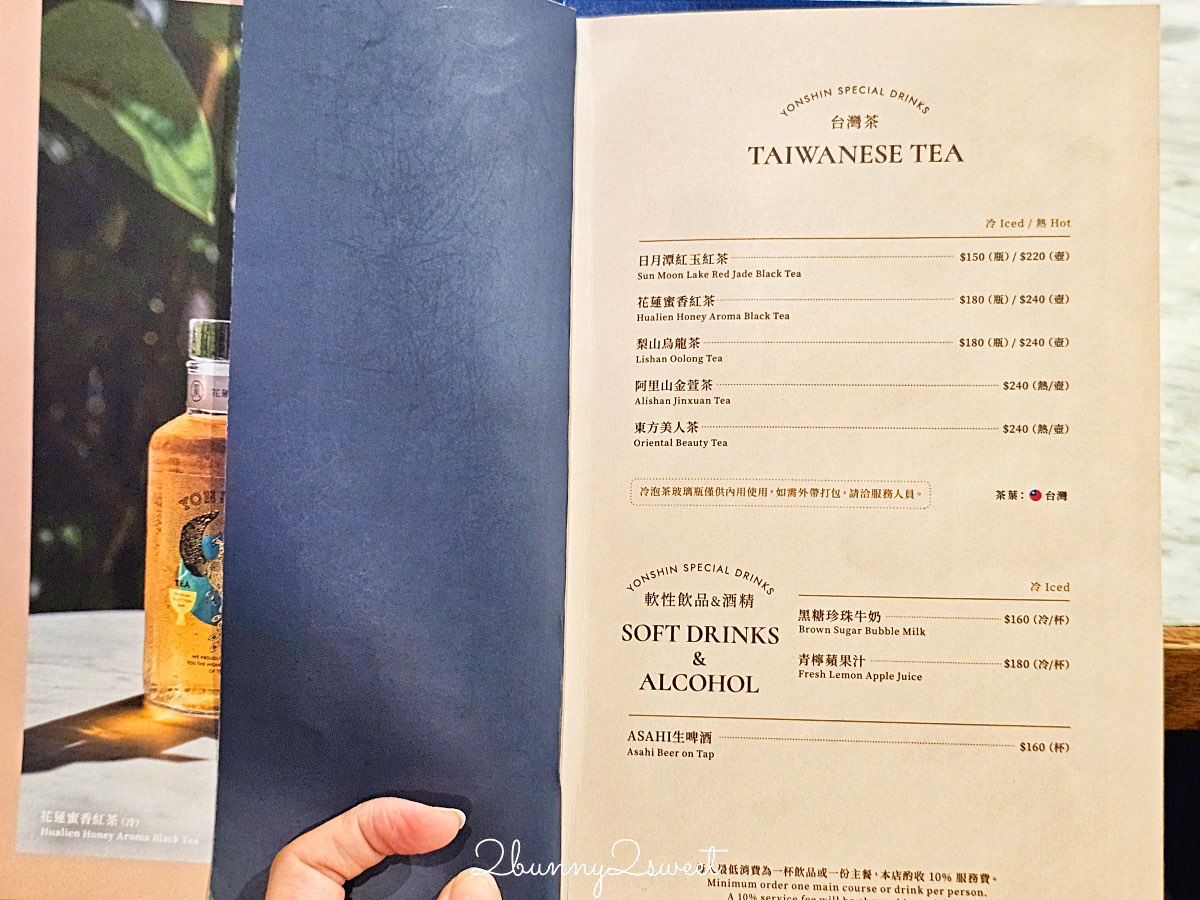 YONSHIN SPECIAL DRINKS
台灣茶
TAIWANESE TEA
冷 Iced / 熱 Hot
日月潭紅玉紅茶 $150（瓶）/ $220（壺）
Sun Moon Lake Red Jade Black Tea
花蓮蜜香紅茶 $180（瓶）/ $240（壺）
Hualien Honey Aroma Black Tea
梨山烏龍茶 $180（瓶）/ $240（壺）
Lishan Oolong Tea
阿里山金萱茶 $240（熱/壺）
Alishan Jinxuan Tea
東方美人茶 $240（熱/壺）
Oriental Beauty Tea
冷泡茶玻璃瓶僅供內用使用，如需外帶打包，請洽服務人員。
茶葉：台灣
YONSHIN SPECIAL DRINKS
軟性飲品&酒精
SOFT DRINKS
&
ALCOHOL
冷 Iced
黑糖珍珠牛奶 $160（冷/杯）
Brown Sugar Bubble Milk
青檸蘋果汁 $180（冷/杯）
Fresh Lemon Apple Juice
ASAHI生啤酒 $160（杯）
Asahi Beer on Tap
最低消費為一杯飲品或一份主餐，本店酌收 10% 服務費。
Minimum order one main course or drink per person.
A 10% service fee will be
花蓮蜜香紅茶（冷）
Hualien Honey Aroma Black Tea
TEA
2bunny2sweet